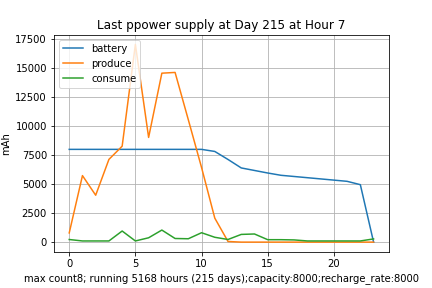 Last ppower supply at Day 215 at Hour 7
17500
15000
12500
10000
7500
5000
2500
0
mAh
battery
produce
consume
0 5 10 15 20
max count8; running 5168 hours (215 days);capacity:8000;recharge_rate:8000